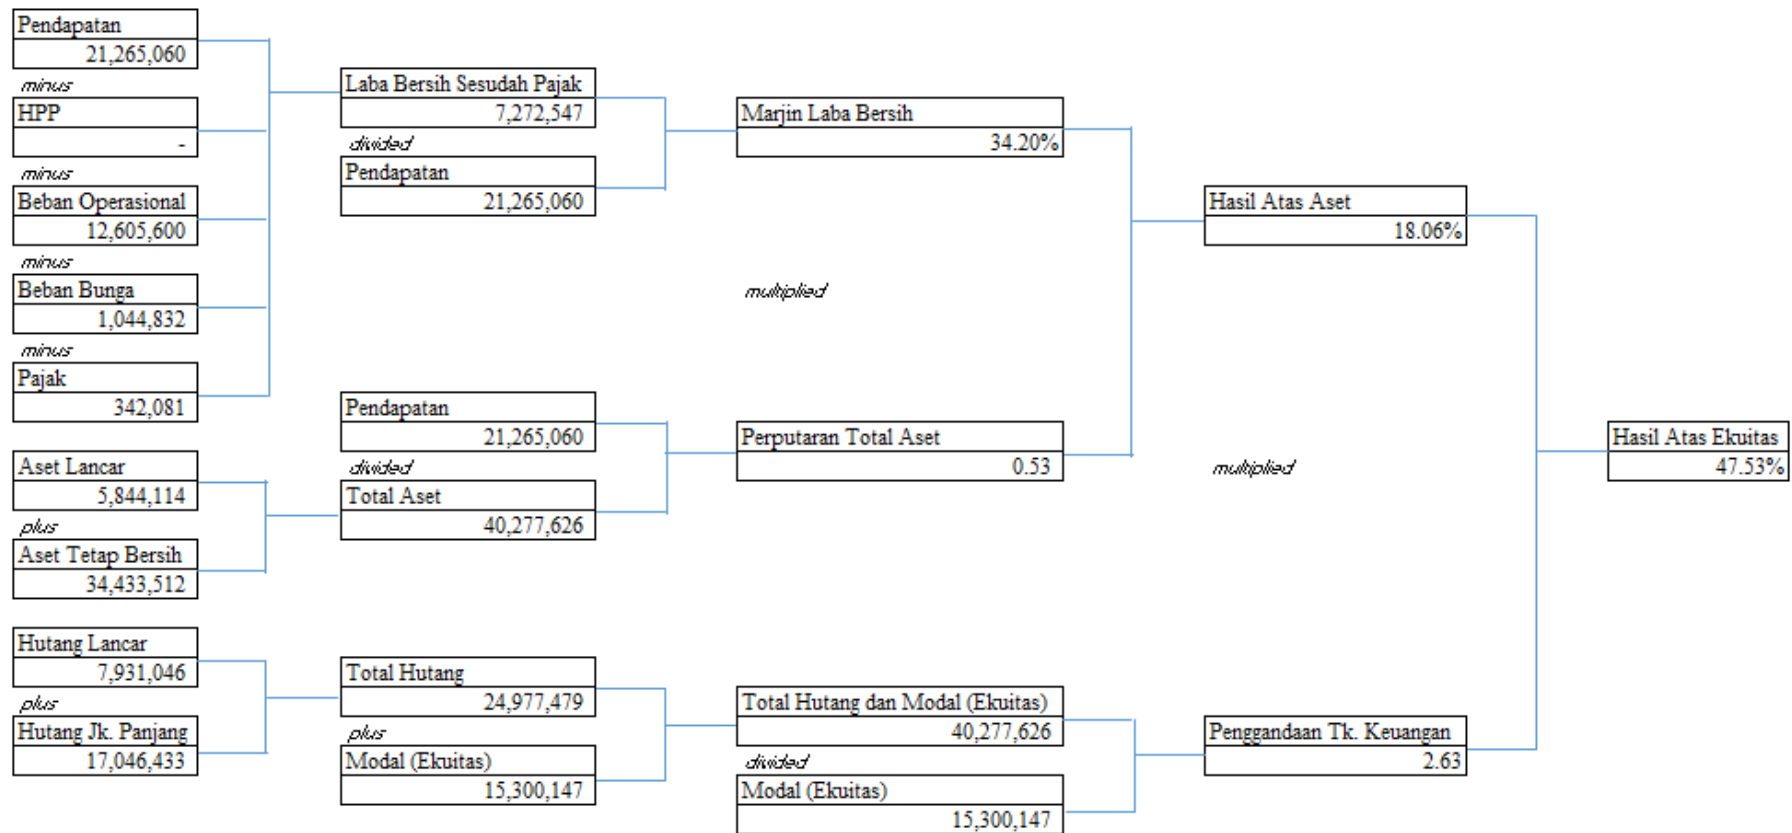 Pendapatan
21,265,060
minus
HPP
-
minus
Beban Operasional
12,605,600
minus
Beban Bunga
1,044,832
minus
Pajak
342,081
Aset Lancar
5,844,114
plus
Aset Tetap Bersih
34,433,512
Hutang Lancar
7,931,046
plus
Hutang Jk. Panjang
17,046,433
Laba Bersih Sesudah Pajak
7,272,547
divided
Pendapatan
21,265,060
Pendapatan
21,265,060
divided
Total Aset
40,277,626
Total Hutang
24,977,479
plus
Modal (Ekuitas)
15,300,147
Marjin Laba Bersih
34.20%
multiplied
Perputaran Total Aset
0.53
Total Hutang dan Modal (Ekuitas)
40,277,626
divided
Modal (Ekuitas)
15,300,147
Hasil Atas Aset
18.06%
multiplied
Penggandaan Tk. Keuangan
2.63
Hasil Atas Ekuitas
47.53%